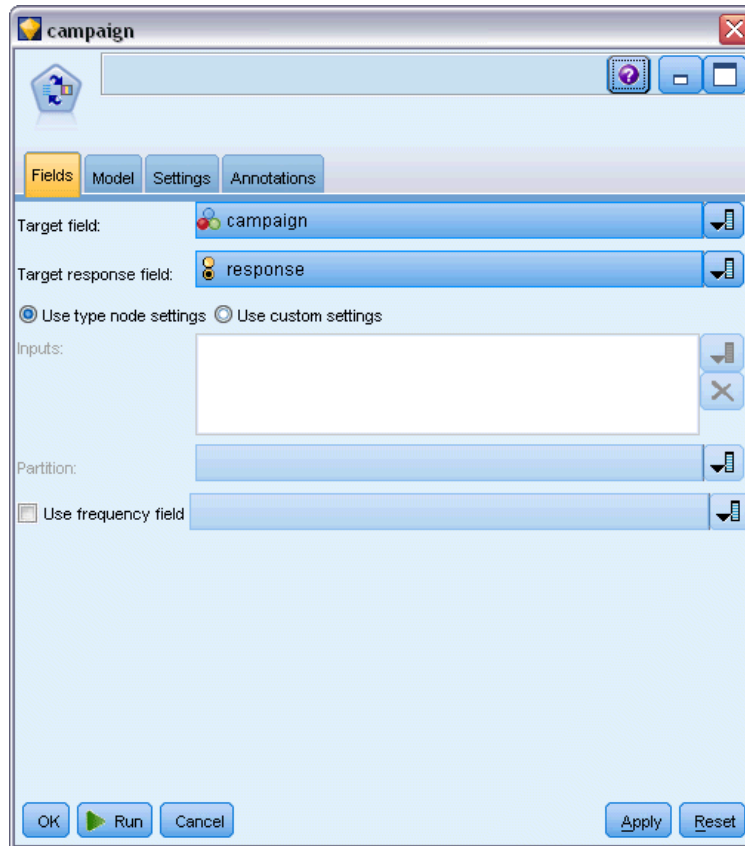 campaign
Fields Model Settings Annotations
Target field: campaign
Target response field: response
Use type node settings Use custom settings
Inputs:
Partition:
Use frequency field
OK Run Cancel Apply Reset